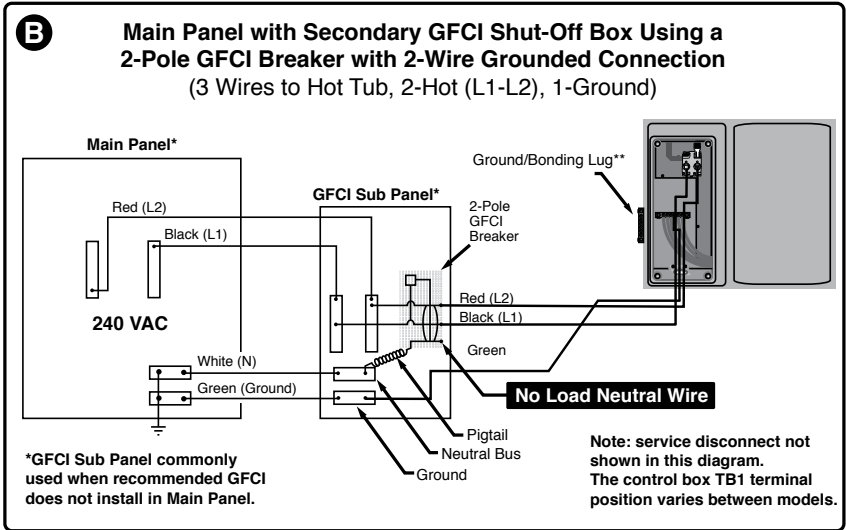 B
Main Panel with Secondary GFCI Shut-Off Box Using a
2-Pole GFCI Breaker with 2-Wire Grounded Connection
(3 Wires to Hot Tub, 2-Hot (L1-L2), 1-Ground)
Main Panel*
Ground/Bonding Lug**
GFCI Sub Panel*
2-Pole
GFCI
Breaker
Red (L2)
Black (L1)
240 VAC
Red (L2)
Black (L1)
Green
White (N)
Green (Ground)
No Load Neutral Wire
Pigtail
Neutral Bus
Ground
*GFCI Sub Panel commonly
used when recommended GFCI
does not install in Main Panel.
Note: service disconnect not
shown in this diagram.
The control box TB1 terminal
position varies between models.